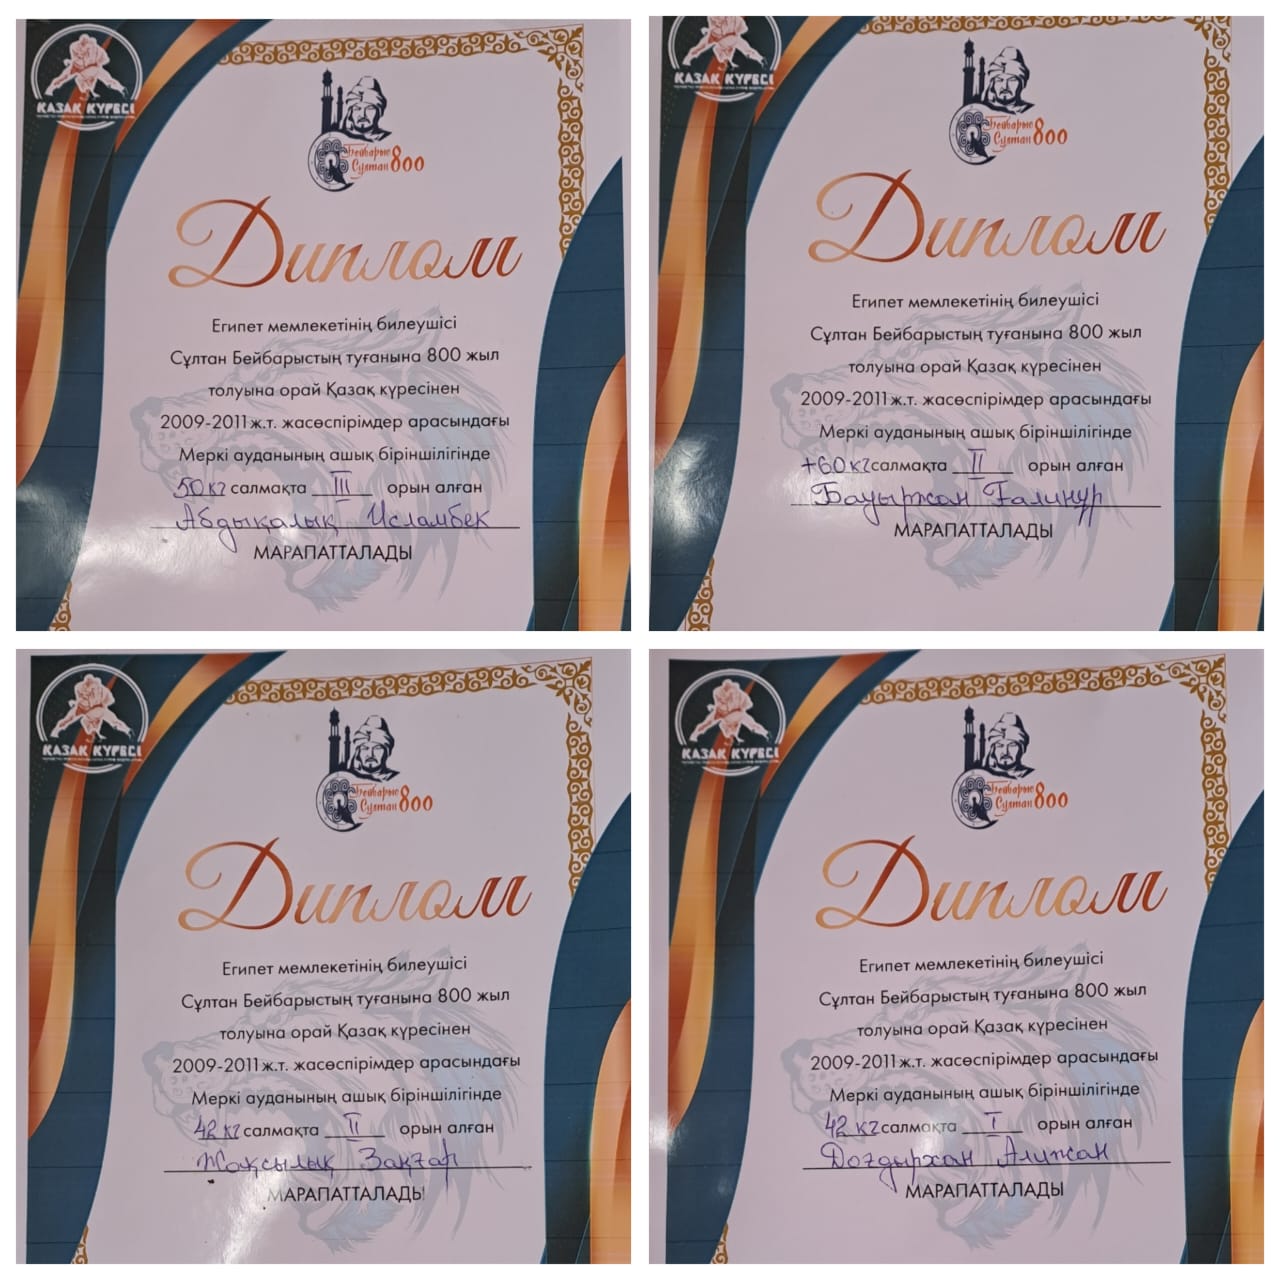 ҚАЗАҚ КҮРЕСІ
Бейбарыс
Сұлтан 800
Диплом
Египет мемлекетінің билеушісі
Сұлтан Бейбарыстың туғанына 800 жыл
толуына орай Қазақ күресінен
2009-2011 ж.т. жасөспірімдер арасындағы
Меркі ауданының ашық біріншілігінде
50 кг салмақта III орын алған
Абдықалық Исламбек
МАРАПАТТАЛАДЫ
ҚАЗАҚ КҮРЕСІ
Бейбарыс
Сұлтан 800
Диплом
Египет мемлекетінің билеушісі
Сұлтан Бейбарыстың туғанына 800 жыл
толуына орай Қазақ күресінен
2009-2011 ж.т. жасөспірімдер арасындағы
Меркі ауданының ашық біріншілігінде
+60 кг салмақта II орын алған
Бауыржан Ғалинұр
МАРАПАТТАЛАДЫ
ҚАЗАҚ КҮРЕСІ
Бейбарыс
Сұлтан 800
Диплом
Египет мемлекетінің билеушісі
Сұлтан Бейбарыстың туғанына 800 жыл
толуына орай Қазақ күресінен
2009-2011 ж.т. жасөспірімдер арасындағы
Меркі ауданының ашық біріншілігінде
42 кг салмақта II орын алған
Жақсылық Заңғар
МАРАПАТТАЛАДЫ
ҚАЗАҚ КҮРЕСІ
Бейбарыс
Сұлтан 800
Диплом
Египет мемлекетінің билеушісі
Сұлтан Бейбарыстың туғанына 800 жыл
толуына орай Қазақ күресінен
2009-2011 ж.т. жасөспірімдер арасындағы
Меркі ауданының ашық біріншілігінде
42 кг салмақта I орын алған
Доғдырхан Алижан
МАРАПАТТАЛАДЫ